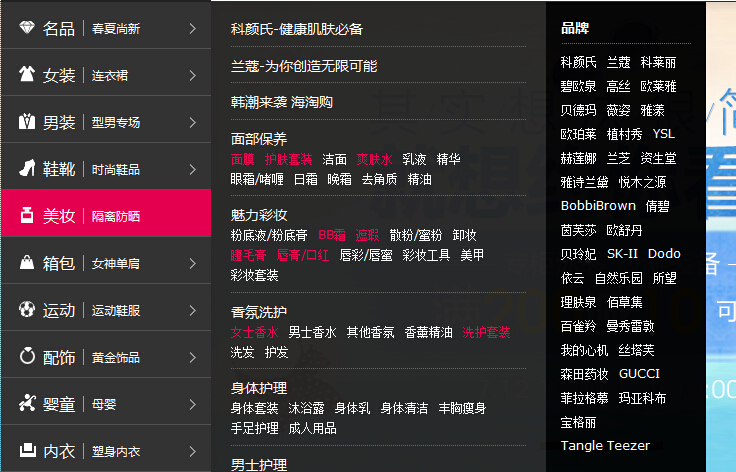 名品 | 春夏尚新
女装 | 连衣裙
男装 | 型男专场
鞋靴 | 时尚鞋品
美妆 | 隔离防晒
箱包 | 女神单肩
运动 | 运动鞋服
配饰 | 黄金饰品
婴童 | 母婴
内衣 | 塑身内衣
科颜氏-健康肌肤必备
兰蔻-为你创造无限可能
韩潮来袭 海淘购
面部保养
面膜 护肤套装 洁面 爽肤水 乳液 精华
眼霜/啫喱 日霜 晚霜 去角质 精油
魅力彩妆
粉底液/粉底膏 BB霜 遮瑕 散粉/蜜粉 卸妆
睫毛膏 唇膏/口红 唇彩/唇蜜 彩妆工具 美甲
彩妆套装
香氛洗护
女士香水 男士香水 其他香氛 香薰精油 洗护套装
洗发 护发
身体护理
身体套装 沐浴露 身体乳 身体清洁 丰胸瘦身
手足护理 成人用品
男士护理
品牌
科颜氏 兰蔻 科莱丽
碧欧泉 高丝 欧莱雅
贝德玛 薇姿 雅漾
欧珀莱 植村秀 YSL
赫莲娜 兰芝 资生堂
雅诗兰黛 悦木之源
BobbiBrown 倩碧
茵芙莎 欧舒丹
贝玲妃 SK-II Dodo
依云 自然乐园 所望
理肤泉 佰草集
百雀羚 曼秀雷敦
我的心机 丝塔芙
森田药妆 GUCCI
菲拉格慕 玛亚科布
宝格丽
Tangle Teezer